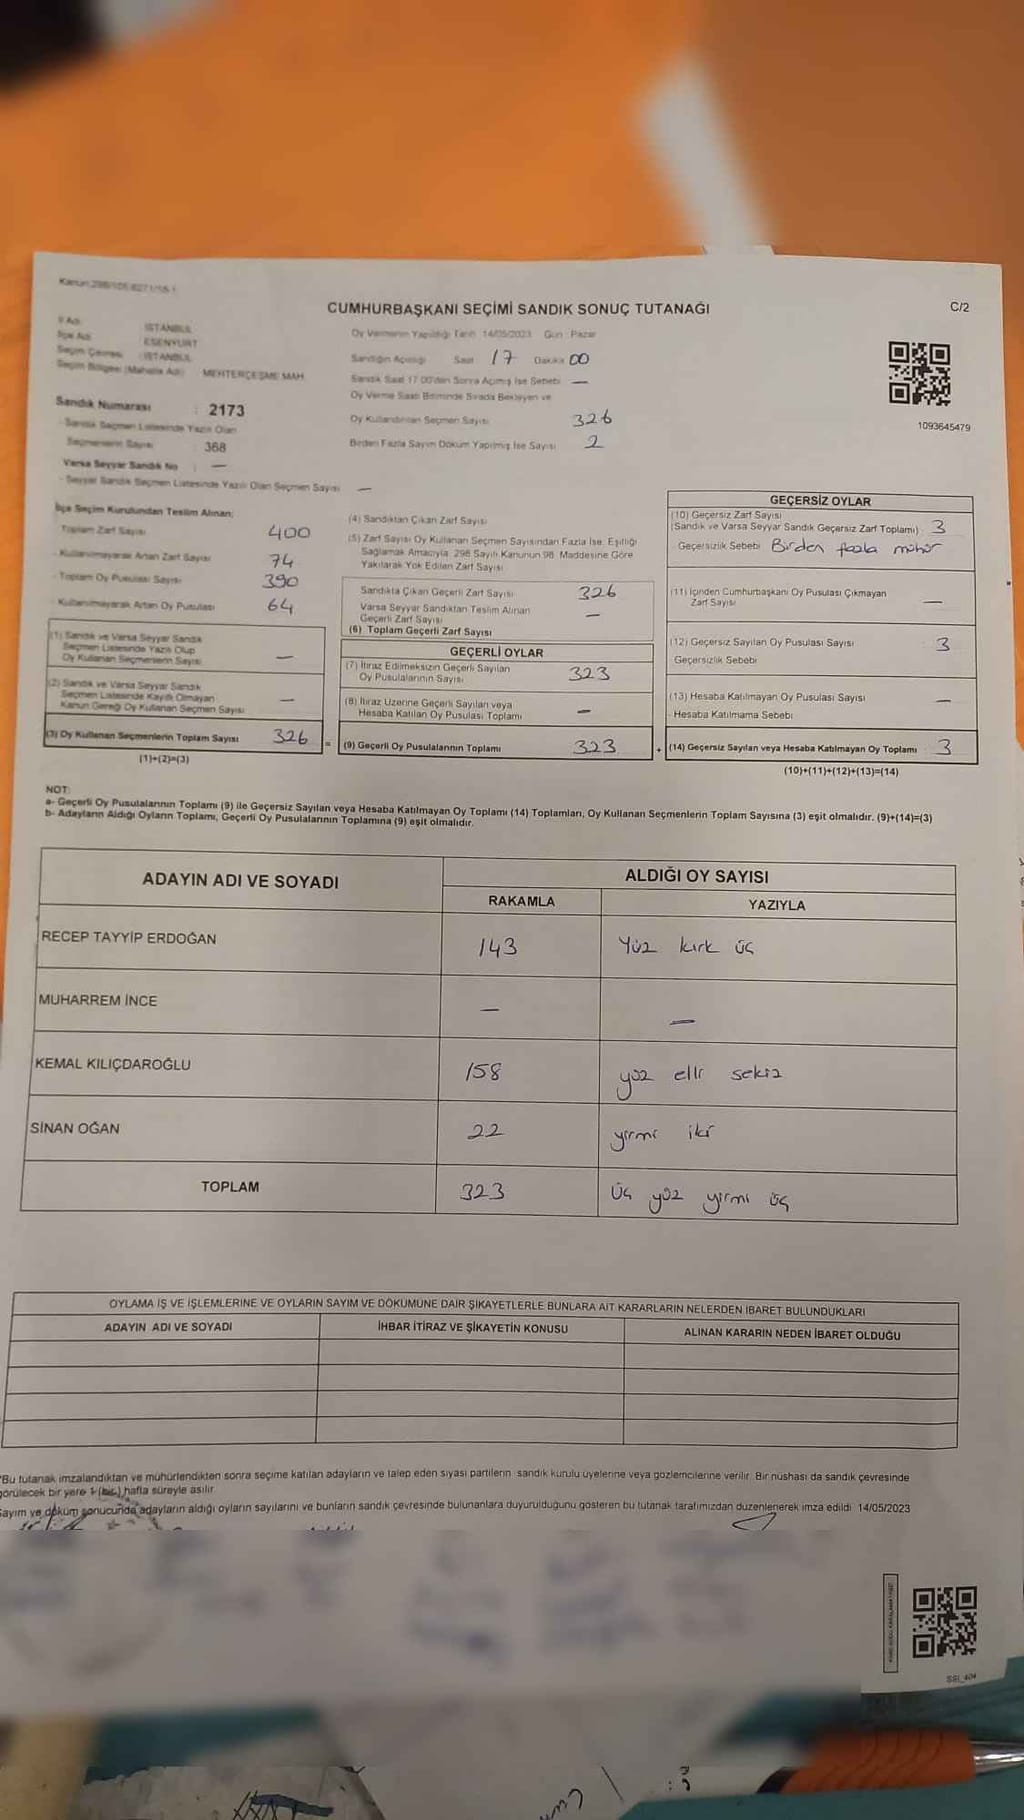 Kanun 298/105-6271/18-1
CUMHURBAŞKANI SEÇİMİ SANDIK SONUÇ TUTANAĞI
C/2
İl Adı : İSTANBUL
İlçe Adı : ESENYURT
Seçim Çevresi : İSTANBUL
Seçim Bölgesi (Mahalle Adı) : MEHTERÇEŞME MAH.
Oy Vermenin Yapıldığı Tarih 14/05/2023 Gün Pazar
Sandığın Açılışı Saat 17 Dakika 00
Sandık Saat 17:00'den Sonra Açılmış İse Sebebi —
Oy Verme Saati Bitiminde Sırada Bekleyen ve
Oy Kullandırılan Seçmen Sayısı 326
Birden Fazla Sayım Döküm Yapılmış İse Sayısı 2
1093645479
Sandık Numarası : 2173
- Sandık Seçmen Listesinde Yazılı Olan
Seçmenlerin Sayısı : 368
Varsa Seyyar Sandık No : —
- Seyyar Sandık Seçmen Listesinde Yazılı Olan Seçmen Sayısı —
İlçe Seçim Kurulundan Teslim Alınan;
Toplam Zarf Sayısı 400
- Kullanılmayarak Artan Zarf Sayısı 74
- Toplam Oy Pusulası Sayısı 390
- Kullanılmayarak Artan Oy Pusulası 64
(1) Sandık ve Varsa Seyyar Sandık
Seçmen Listesinde Yazılı Olup
Oy Kullanan Seçmenlerin Sayısı —
(2) Sandık ve Varsa Seyyar Sandık
Seçmen Listesinde Kayıtlı Olmayan
Kanun Gereği Oy Kullanan Seçmen Sayısı —
(3) Oy Kullanan Seçmenlerin Toplam Sayısı 326
(1)+(2)=(3)
(4) Sandıktan Çıkan Zarf Sayısı
(5) Zarf Sayısı Oy Kullanan Seçmen Sayısından Fazla İse, Eşitliği
Sağlamak Amacıyla, 298 Sayılı Kanunun 98. Maddesine Göre
Yakılarak Yok Edilen Zarf Sayısı
Sandıkta Çıkan Geçerli Zarf Sayısı 326
Varsa Seyyar Sandıktan Teslim Alınan
Geçerli Zarf Sayısı —
(6) Toplam Geçerli Zarf Sayısı
GEÇERLİ OYLAR
(7) İtiraz Edilmeksizin Geçerli Sayılan
Oy Pusulalarının Sayısı 323
(8) İtiraz Üzerine Geçerli Sayılan veya
Hesaba Katılan Oy Pusulası Toplamı —
= (9) Geçerli Oy Pusulalarının Toplamı 323
GEÇERSİZ OYLAR
(10) Geçersiz Zarf Sayısı
(Sandık ve Varsa Seyyar Sandık Geçersiz Zarf Toplamı) 3
- Geçersizlik Sebebi Birden fazla mühür
(11) İçinden Cumhurbaşkanı Oy Pusulası Çıkmayan
Zarf Sayısı —
(12) Geçersiz Sayılan Oy Pusulası Sayısı 3
Geçersizlik Sebebi
(13) Hesaba Katılmayan Oy Pusulası Sayısı —
- Hesaba Katılmama Sebebi
+ (14) Geçersiz Sayılan veya Hesaba Katılmayan Oy Toplamı 3
(10)+(11)+(12)+(13)=(14)
NOT:
a- Geçerli Oy Pusulalarının Toplamı (9) ile Geçersiz Sayılan veya Hesaba Katılmayan Oy Toplamı (14) Toplamları, Oy Kullanan Seçmenlerin Toplam Sayısına (3) eşit olmalıdır. (9)+(14)=(3)
b- Adayların Aldığı Oyların Toplamı, Geçerli Oy Pusulalarının Toplamına (9) eşit olmalıdır.
ADAYIN ADI VE SOYADI
ALDIĞI OY SAYISI
RAKAMLA YAZIYLA
RECEP TAYYİP ERDOĞAN 143 Yüz kırk üç
MUHARREM İNCE — —
KEMAL KILIÇDAROĞLU 158 yüz elli sekiz
SİNAN OĞAN 22 yirmi iki
TOPLAM 323 Üç yüz yirmi üç
OYLAMA İŞ VE İŞLEMLERİNE VE OYLARIN SAYIM VE DÖKÜMÜNE DAİR ŞİKAYETLERLE BUNLARA AİT KARARLARIN NELERDEN İBARET BULUNDUKLARI
ADAYIN ADI VE SOYADI İHBAR İTİRAZ VE ŞİKAYETİN KONUSU ALINAN KARARIN NEDEN İBARET OLDUĞU
*Bu tutanak imzalandıktan ve mühürlendikten sonra seçime katılan adayların ve talep eden siyasi partilerin sandık kurulu üyelerine veya gözlemcilerine verilir. Bir nüshası da sandık çevresinde
görülecek bir yere 1 (bir) hafta süreyle asılır.
Sayım ve döküm sonucunda adayların aldığı oyların sayılarını ve bunların sandık çevresinde bulunanlara duyurulduğunu gösteren bu tutanak tarafımızdan düzenlenerek imza edildi 14/05/2023
SSI_404